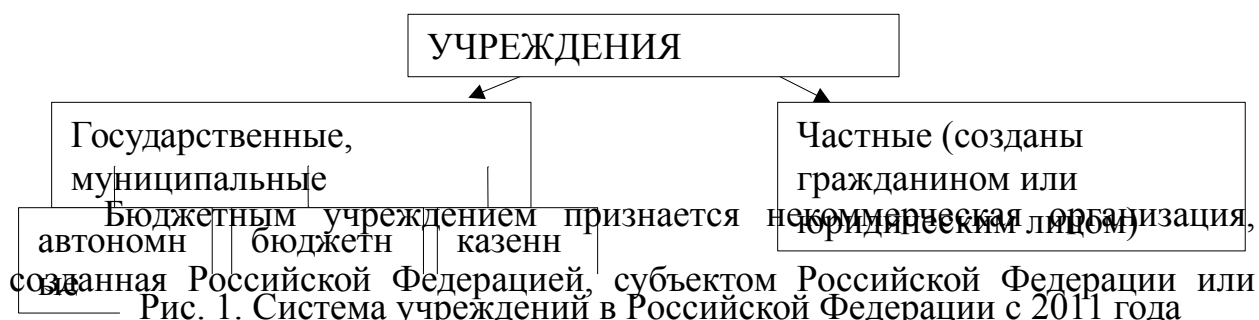 УЧРЕЖДЕНИЯ
Государственные,
муниципальные
Частные (созданы
гражданином или
юридическим лицом)
автономн
ые
бюджетн
казенн
Бюджетным учреждением признается некоммерческая организация,
созданная Российской Федерацией, субъектом Российской Федерации или
Рис. 1. Система учреждений в Российской Федерации с 2011 года